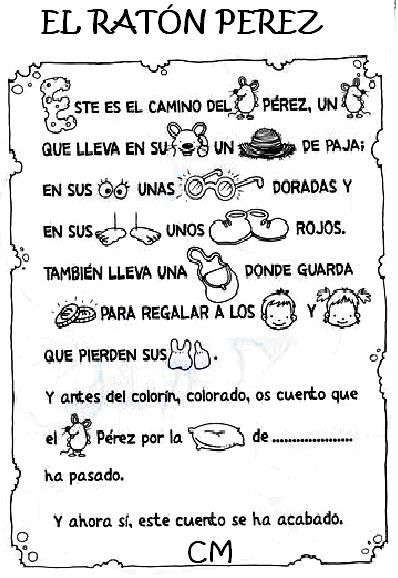 EL RATÓN PEREZ
ESTE ES EL CAMINO DEL PÉREZ, UN
QUE LLEVA EN SU UN DE PAJA;
EN SUS UNAS DORADAS Y
EN SUS UNOS ROJOS.
TAMBIÉN LLEVA UNA DONDE GUARDA
PARA REGALAR A LOS Y
QUE PIERDEN SUS .
Y antes del colorín, colorado, os cuento que
el Pérez por la de ...................
ha pasado.
Y ahora sí, este cuento se ha acabado.
CM